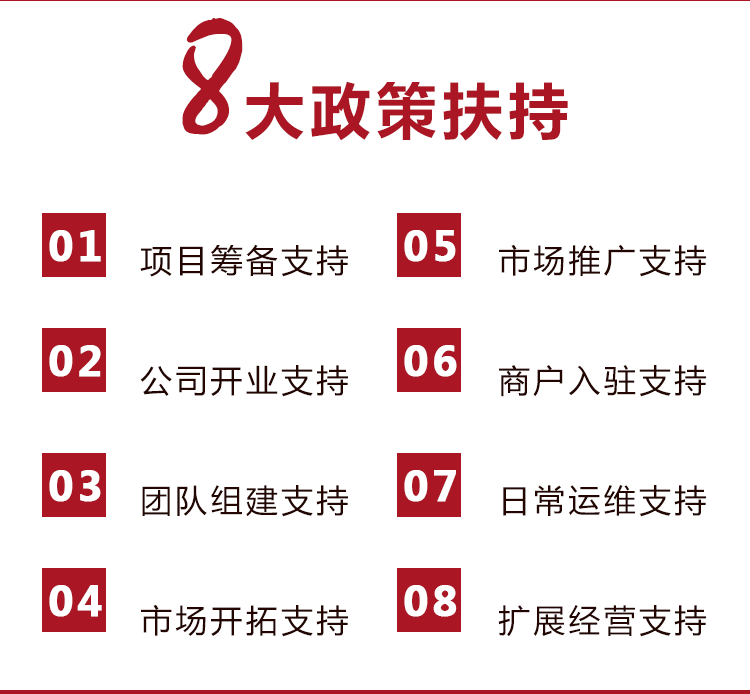 8大政策扶持
01 项目筹备支持
02 公司开业支持
03 团队组建支持
04 市场开拓支持
05 市场推广支持
06 商户入驻支持
07 日常运维支持
08 扩展经营支持